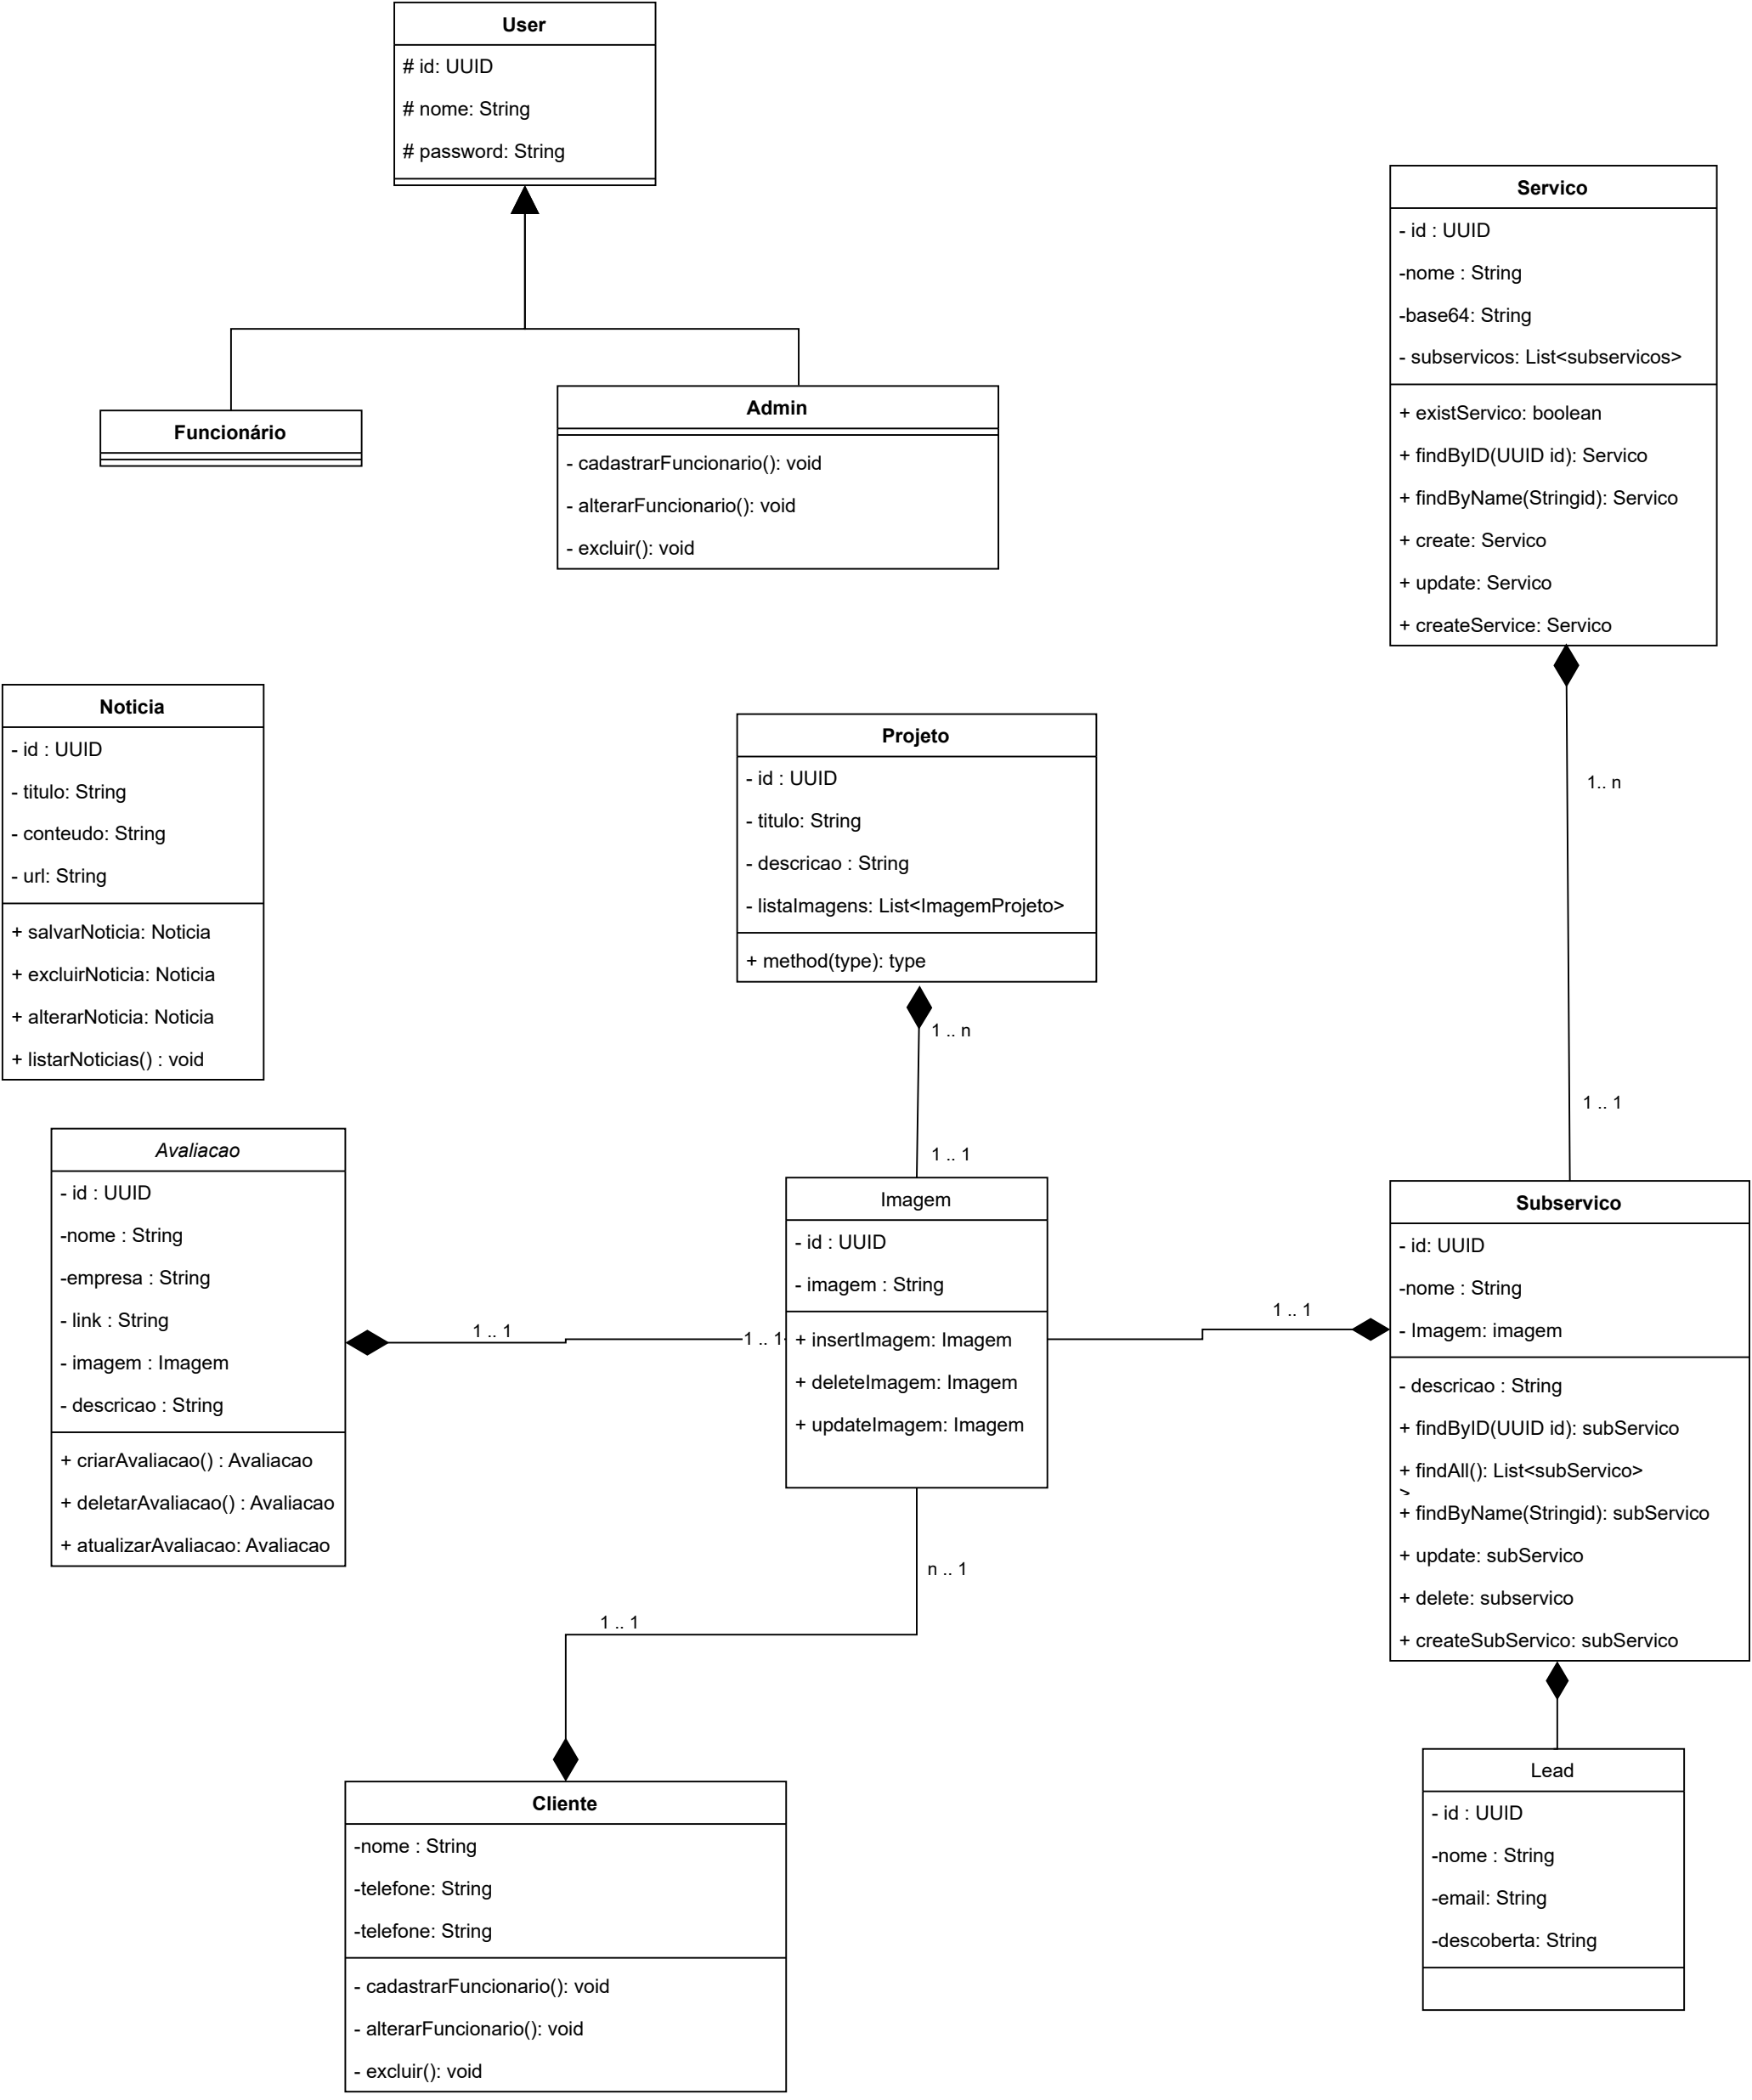 User
# id: UUID
# nome: String
# password: String
Funcionário
Admin
- cadastrarFuncionario(): void
- alterarFuncionario(): void
- excluir(): void
Servico
- id : UUID
-nome : String
-base64: String
- subservicos: List<subservicos>
+ existServico: boolean
+ findByID(UUID id): Servico
+ findByName(Stringid): Servico
+ create: Servico
+ update: Servico
+ createService: Servico
1.. n
1 .. 1
Noticia
- id : UUID
- titulo: String
- conteudo: String
- url: String
+ salvarNoticia: Noticia
+ excluirNoticia: Noticia
+ alterarNoticia: Noticia
+ listarNoticias() : void
Projeto
- id : UUID
- titulo: String
- descricao : String
- listaImagens: List<ImagemProjeto>
+ method(type): type
1 .. n
1 .. 1
Avaliacao
- id : UUID
-nome : String
-empresa : String
- link : String
- imagem : Imagem
- descricao : String
+ criarAvaliacao() : Avaliacao
+ deletarAvaliacao() : Avaliacao
+ atualizarAvaliacao: Avaliacao
1 .. 1
1 .. 1
Imagem
- id : UUID
- imagem : String
+ insertImagem: Imagem
+ deleteImagem: Imagem
+ updateImagem: Imagem
1 .. 1
Subservico
- id: UUID
-nome : String
- Imagem: imagem
- descricao : String
+ findByID(UUID id): subServico
+ findAll(): List<subServico>
>
+ findByName(Stringid): subServico
+ update: subServico
+ delete: subservico
+ createSubServico: subServico
n .. 1
1 .. 1
Cliente
-nome : String
-telefone: String
-telefone: String
- cadastrarFuncionario(): void
- alterarFuncionario(): void
- excluir(): void
Lead
- id : UUID
-nome : String
-email: String
-descoberta: String